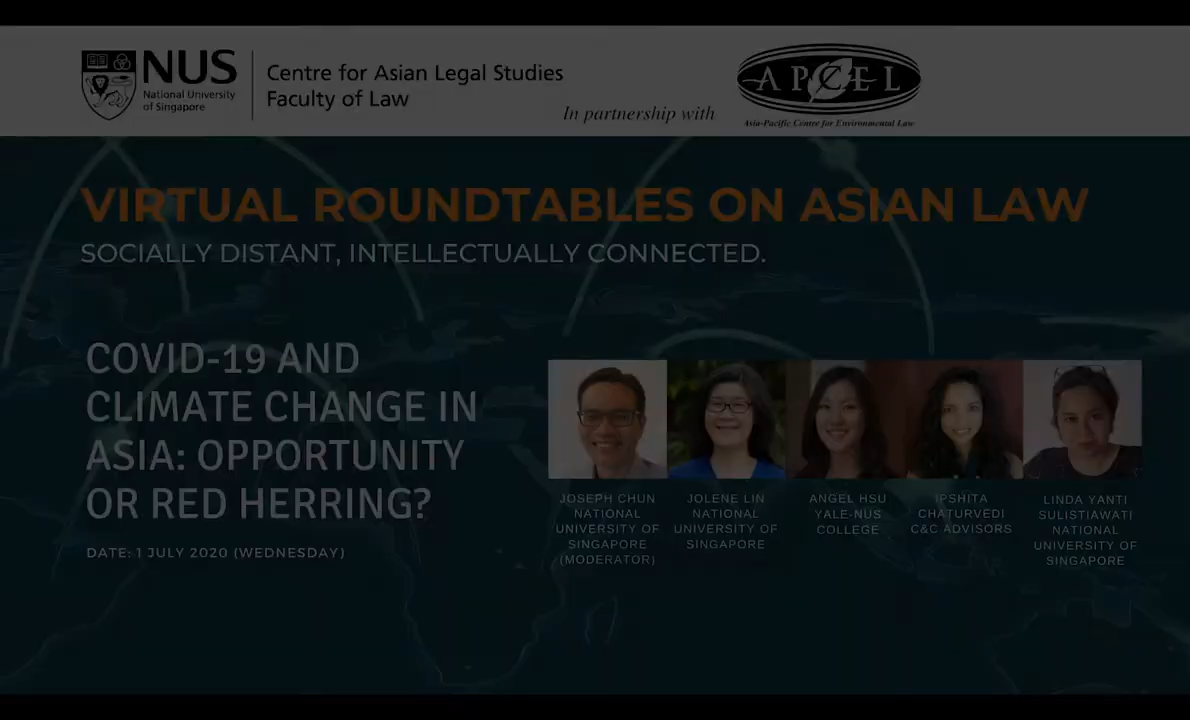 NUS
National University
of Singapore
Centre for Asian Legal Studies
Faculty of Law
In partnership with
APCEL
Asia-Pacific Centre for Environmental Law
VIRTUAL ROUNDTABLES ON ASIAN LAW
SOCIALLY DISTANT, INTELLECTUALLY CONNECTED.
COVID-19 AND
CLIMATE CHANGE IN
ASIA: OPPORTUNITY
OR RED HERRING?
DATE: 1 JULY 2020 (WEDNESDAY)
JOSEPH CHUN
NATIONAL
UNIVERSITY OF
SINGAPORE
(MODERATOR)
JOLENE LIN
NATIONAL
UNIVERSITY OF
SINGAPORE
ANGEL HSU
YALE-NUS
COLLEGE
IPSHITA
CHATURVEDI
C&C ADVISORS
LINDA YANTI
SULISTIAWATI
NATIONAL
UNIVERSITY OF
SINGAPORE